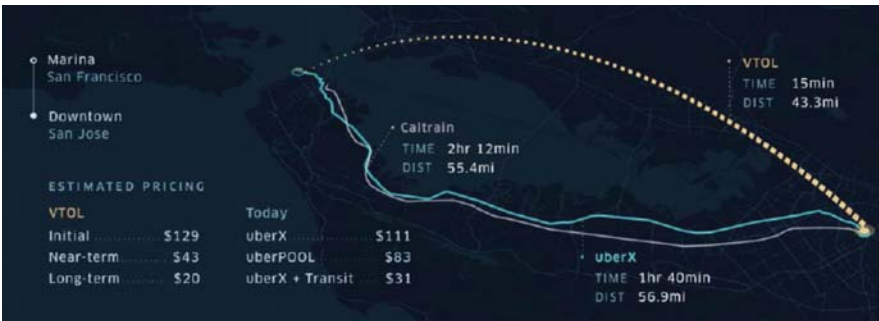 Marina
San Francisco
Downtown
San Jose
VTOL
TIME 15min
DIST 43.3mi
Caltrain
TIME 2hr 12min
DIST 55.4mi
ESTIMATED PRICING
VTOL
Initial ........ $129
Near-term ........ $43
Long-term ........ $20
Today
uberX ........ $111
uberPOOL ........ $83
uberX + Transit ........ $31
uberX
TIME 1hr 40min
DIST 56.9mi